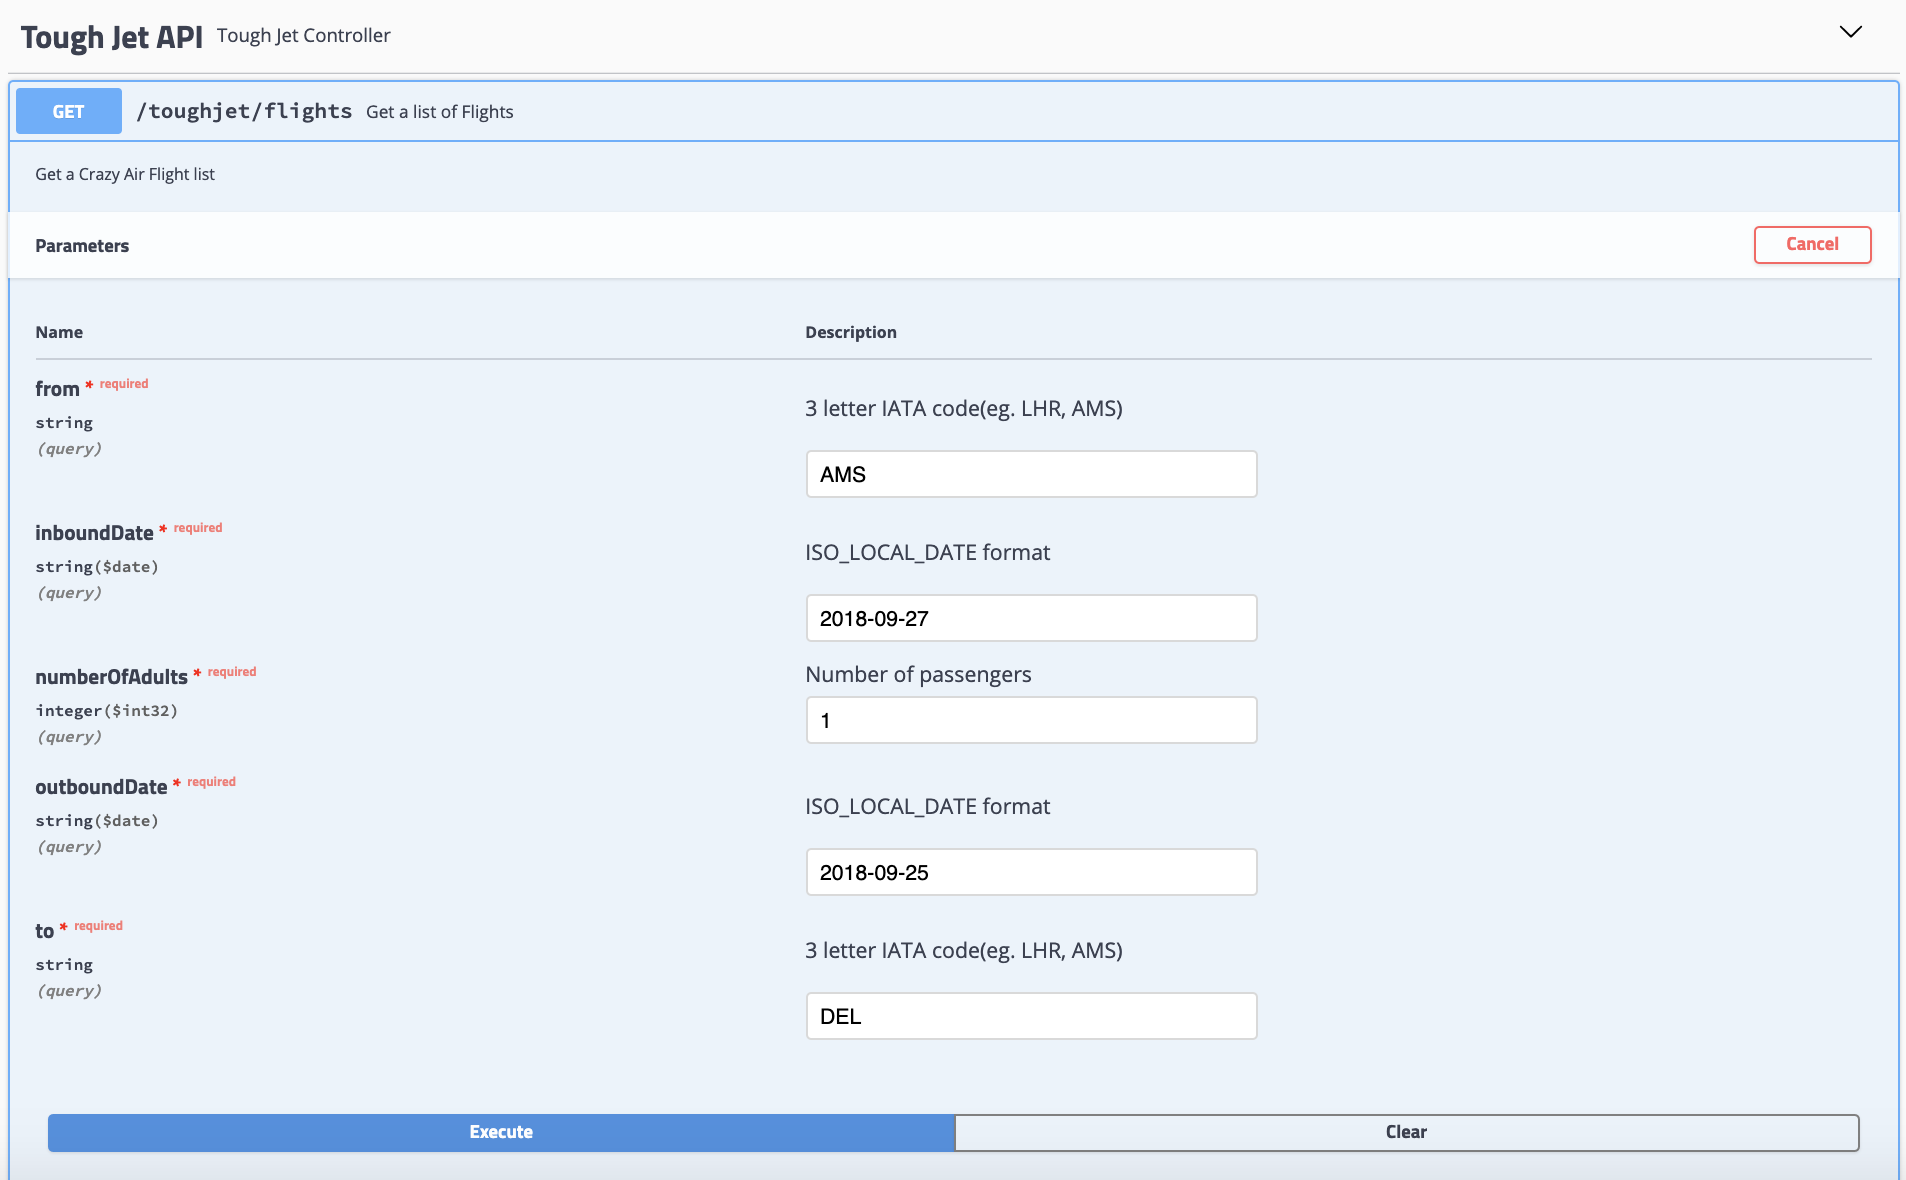 Tough Jet API Tough Jet Controller
GET /toughjet/flights Get a list of Flights
Get a Crazy Air Flight list
Parameters Cancel
Name Description
from * required
string
(query)
3 letter IATA code(eg. LHR, AMS)
AMS
inboundDate * required
string($date)
(query)
ISO_LOCAL_DATE format
2018-09-27
numberOfAdults * required
integer($int32)
(query)
Number of passengers
1
outboundDate * required
string($date)
(query)
ISO_LOCAL_DATE format
2018-09-25
to * required
string
(query)
3 letter IATA code(eg. LHR, AMS)
DEL
Execute Clear